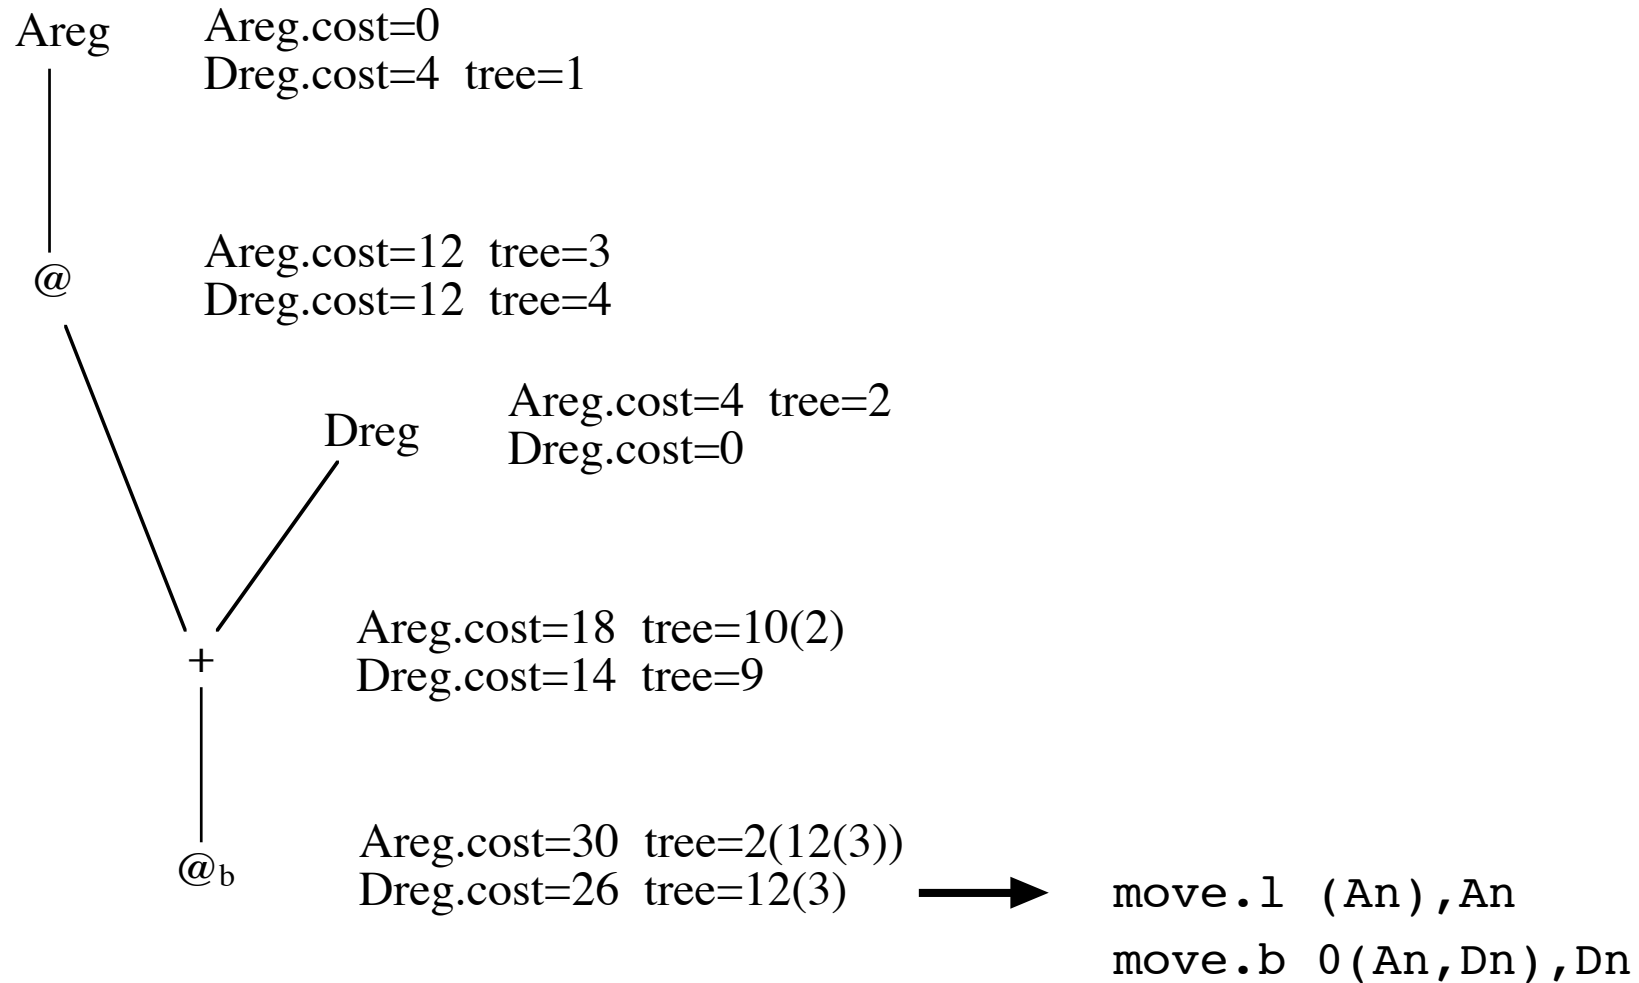 Areg
Areg.cost=0
Dreg.cost=4 tree=1
@
Areg.cost=12 tree=3
Dreg.cost=12 tree=4
Dreg
Areg.cost=4 tree=2
Dreg.cost=0
+
Areg.cost=18 tree=10(2)
Dreg.cost=14 tree=9
@b
Areg.cost=30 tree=2(12(3))
Dreg.cost=26 tree=12(3)
move.l (An),An
move.b 0(An,Dn),Dn